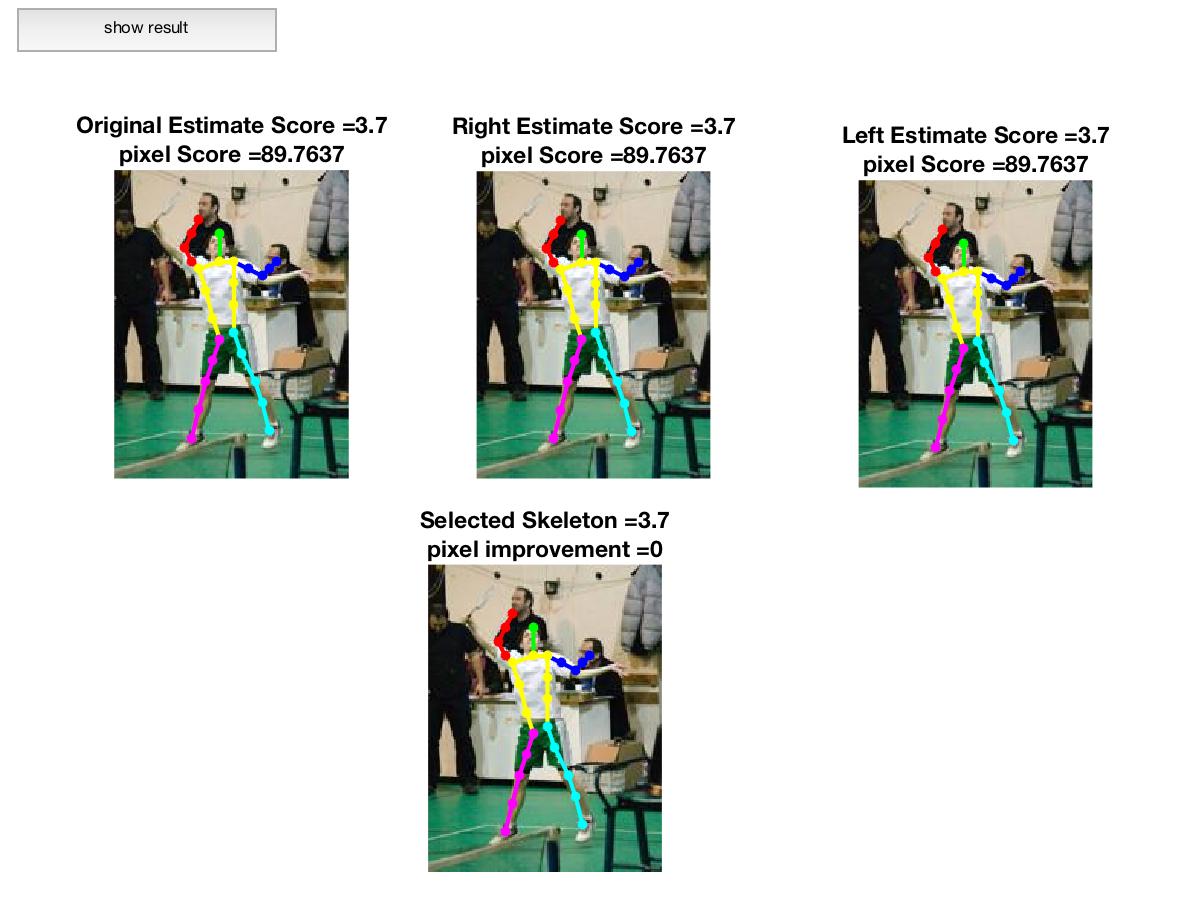 show result
Original Estimate Score =3.7
pixel Score =89.7637
Right Estimate Score =3.7
pixel Score =89.7637
Left Estimate Score =3.7
pixel Score =89.7637
Selected Skeleton =3.7
pixel improvement =0